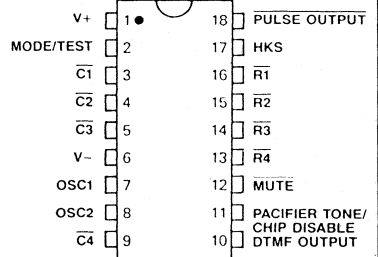 V+ 1 18 PULSE OUTPUT
MODE/TEST 2 17 HKS
C1 3 16 R1
C2 4 15 R2
C3 5 14 R3
V− 6 13 R4
OSC1 7 12 MUTE
OSC2 8 11 PACIFIER TONE/
CHIP DISABLE
C4 9 10 DTMF OUTPUT